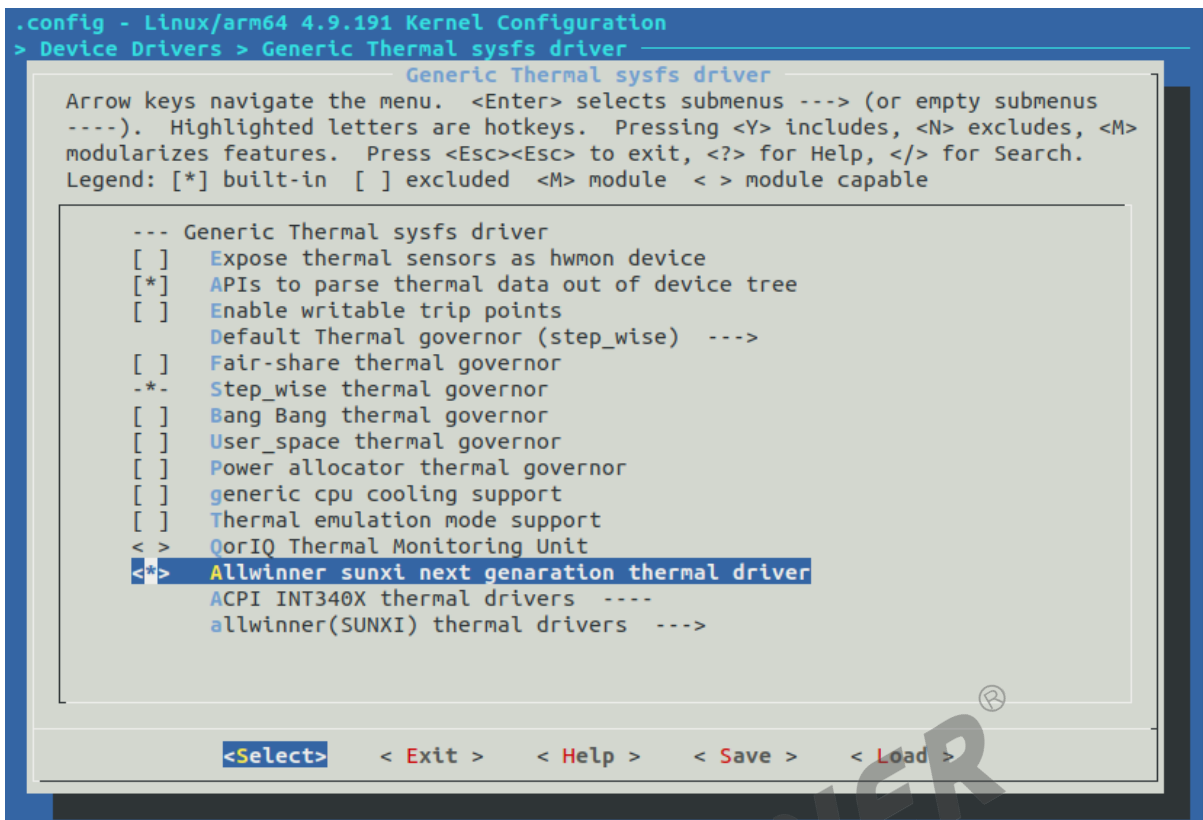 .config - Linux/arm64 4.9.191 Kernel Configuration
> Device Drivers > Generic Thermal sysfs driver
Generic Thermal sysfs driver
Arrow keys navigate the menu.  <Enter> selects submenus ---> (or empty submenus
----).  Highlighted letters are hotkeys.  Pressing <Y> includes, <N> excludes, <M>
modularizes features.  Press <Esc><Esc> to exit, <?> for Help, </> for Search.
Legend: [*] built-in  [ ] excluded  <M> module  < > module capable
--- Generic Thermal sysfs driver
[ ]   Expose thermal sensors as hwmon device
[*]   APIs to parse thermal data out of device tree
[ ]   Enable writable trip points
Default Thermal governor (step_wise)  --->
[ ]   Fair-share thermal governor
-*-   Step_wise thermal governor
[ ]   Bang Bang thermal governor
[ ]   User_space thermal governor
[ ]   Power allocator thermal governor
[ ]   generic cpu cooling support
[ ]   Thermal emulation mode support
< >   QorIQ Thermal Monitoring Unit
<*>   Allwinner sunxi next genaration thermal driver
ACPI INT340X thermal drivers  ----
allwinner(SUNXI) thermal drivers  --->
<Select>    < Exit >    < Help >    < Save >    < Load >
®